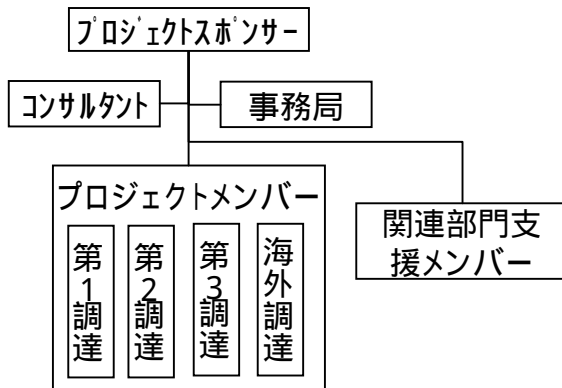 ﾌﾟﾛｼﾞｪｸﾄｽﾎﾟﾝｻｰ
ｺﾝｻﾙﾀﾝﾄ
事務局
プロジェクトメンバー
関連部門支
援メンバー
第1調達
第2調達
第3調達
海外調達